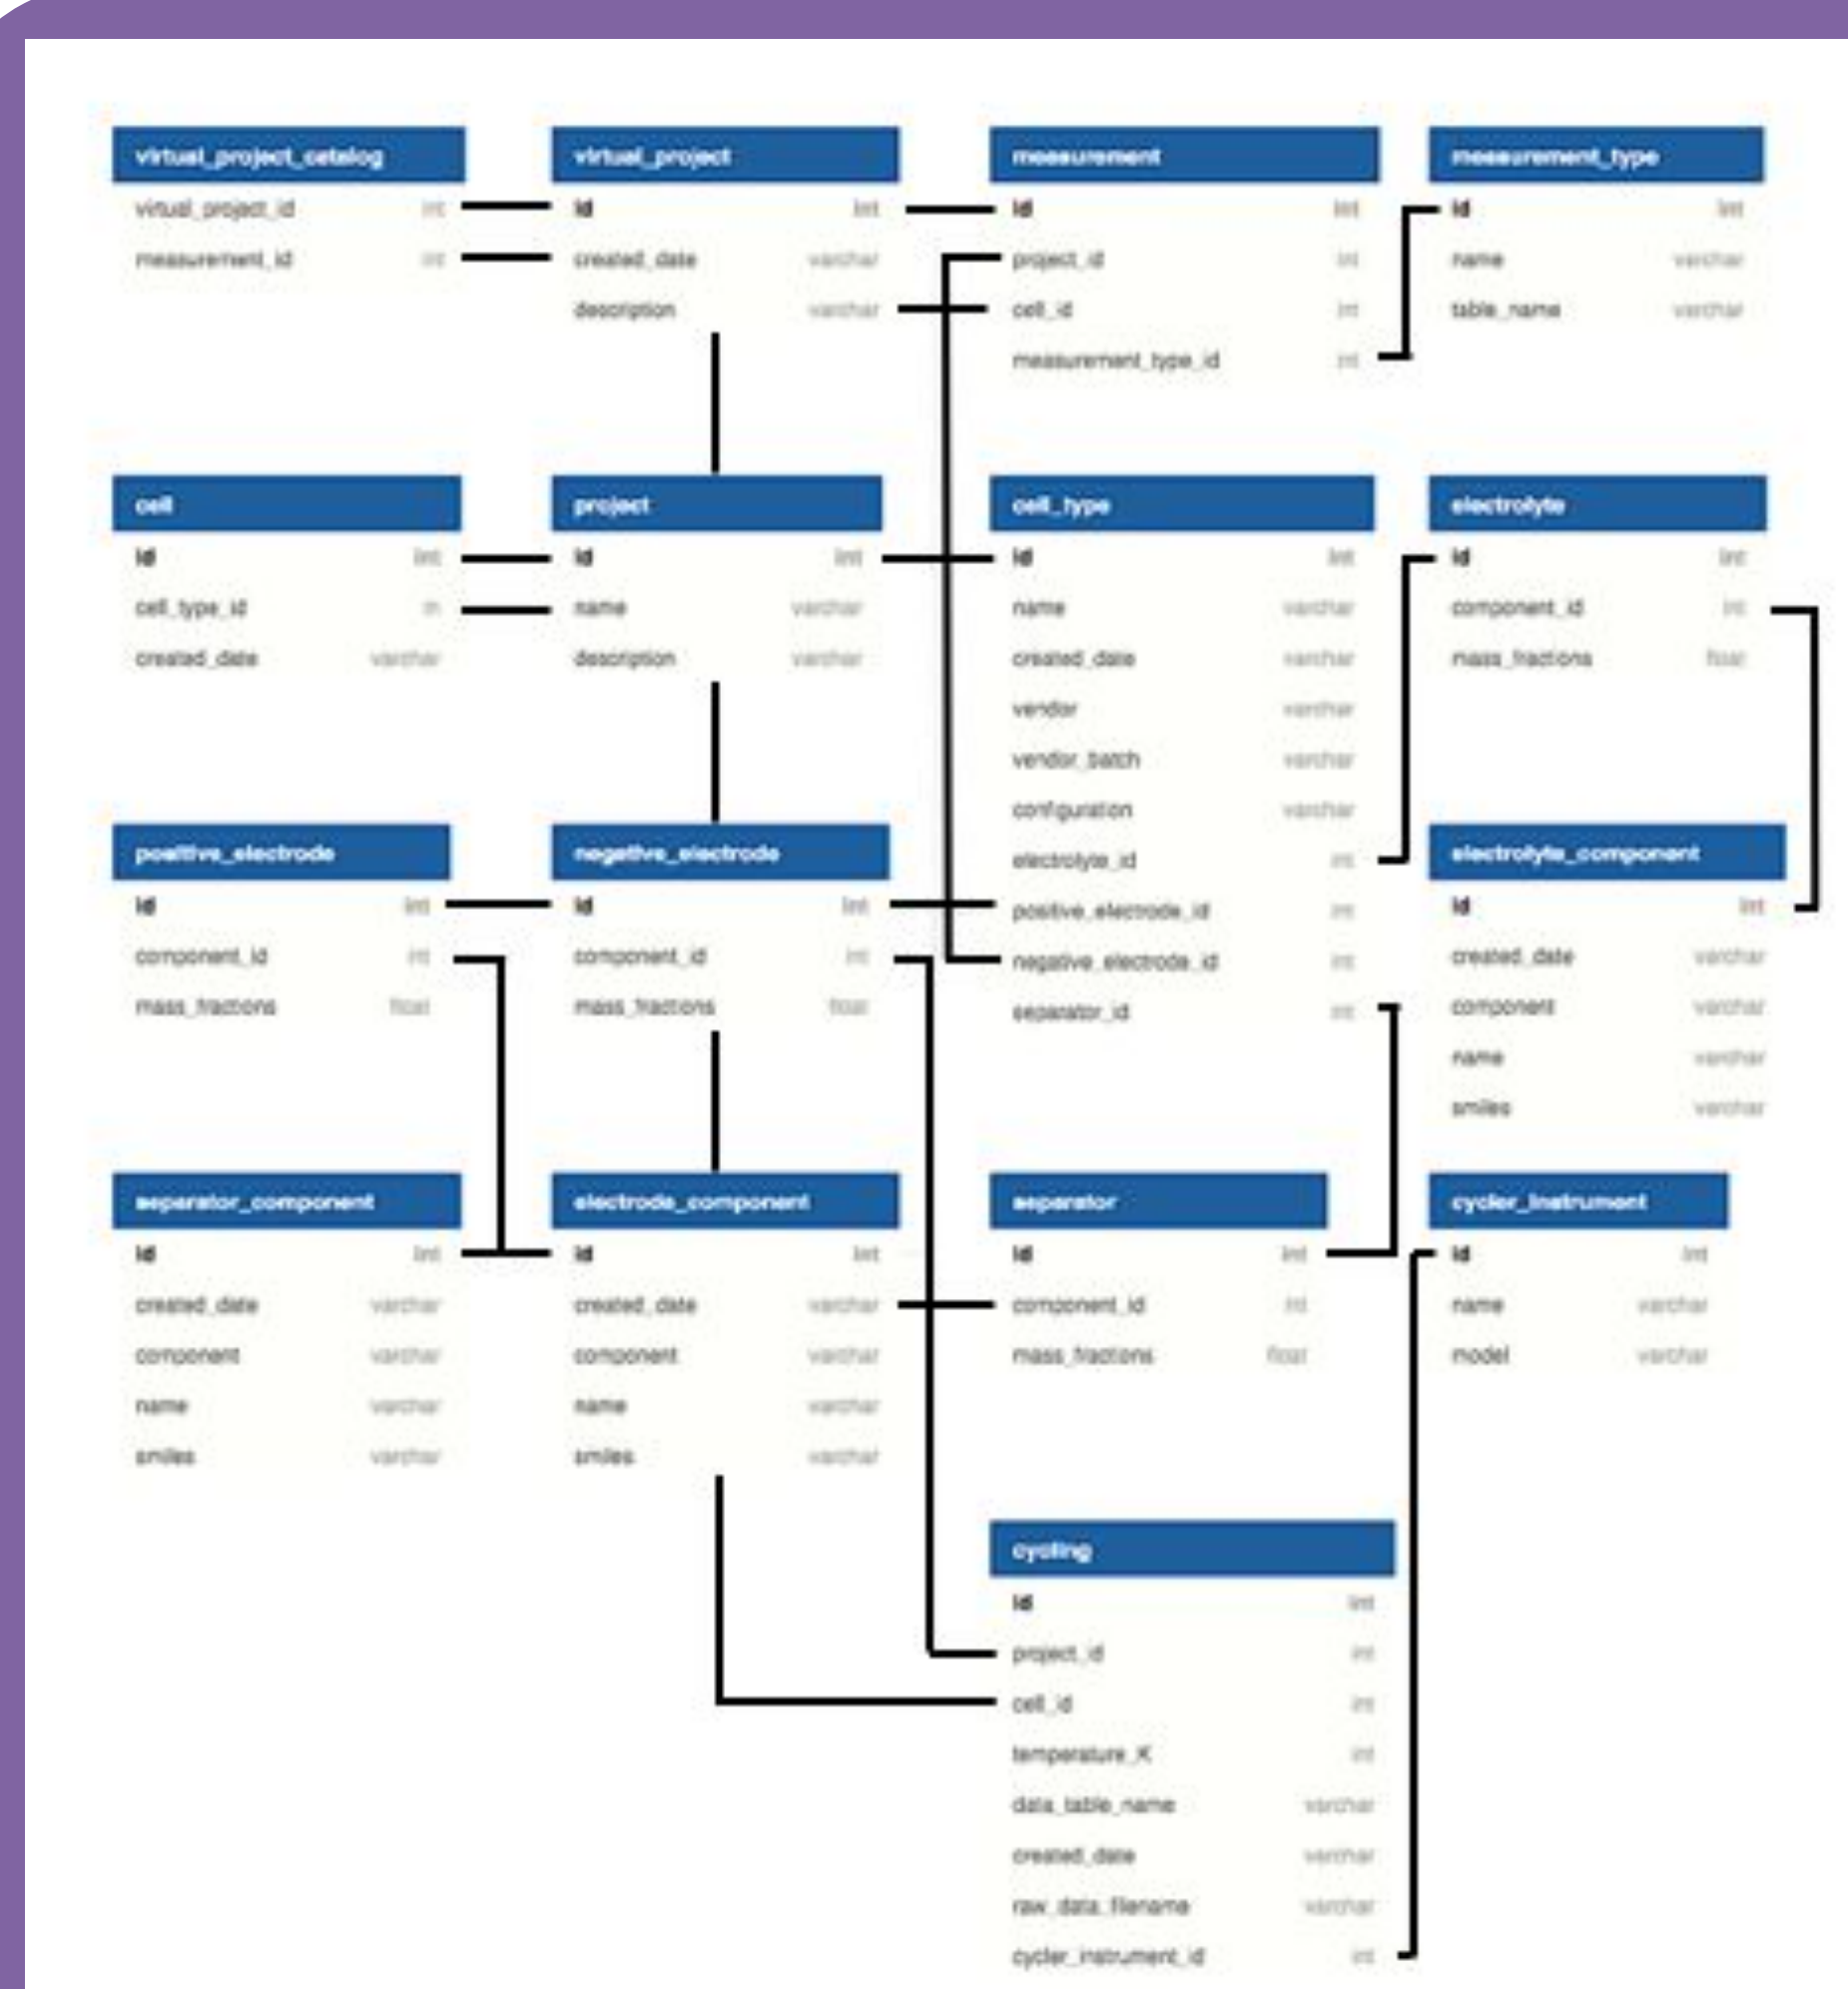 virtual_project_catalog
virtual_project_id int
measurement_id int
virtual_project
id int
created_date varchar
description varchar
measurement
id int
project_id int
cell_id int
measurement_type_id int
measurement_type
id int
name varchar
table_name varchar
cell
id int
cell_type_id in
created_date varchar
project
id int
name varchar
description varchar
cell_type
id int
name varchar
created_date varchar
vendor varchar
vendor_batch varchar
configuration varchar
electrolyte_id int
positive_electrode_id int
negative_electrode_id int
separator_id int
electrolyte
id int
component_id int
mass_fractions float
positive_electrode
id int
component_id int
mass_fractions float
negative_electrode
id int
component_id int
mass_fractions float
electrolyte_component
id int
created_date varchar
component varchar
name varchar
smiles varchar
separator_component
id int
created_date varchar
component varchar
name varchar
smiles varchar
electrode_component
id int
created_date varchar
component varchar
name varchar
smiles varchar
separator
id int
component_id int
mass_fractions float
cycler_instrument
id int
name varchar
model varchar
cycling
id int
project_id int
cell_id int
temperature_K int
data_table_name varchar
created_date varchar
raw_data_filename varchar
cycler_instrument_id int